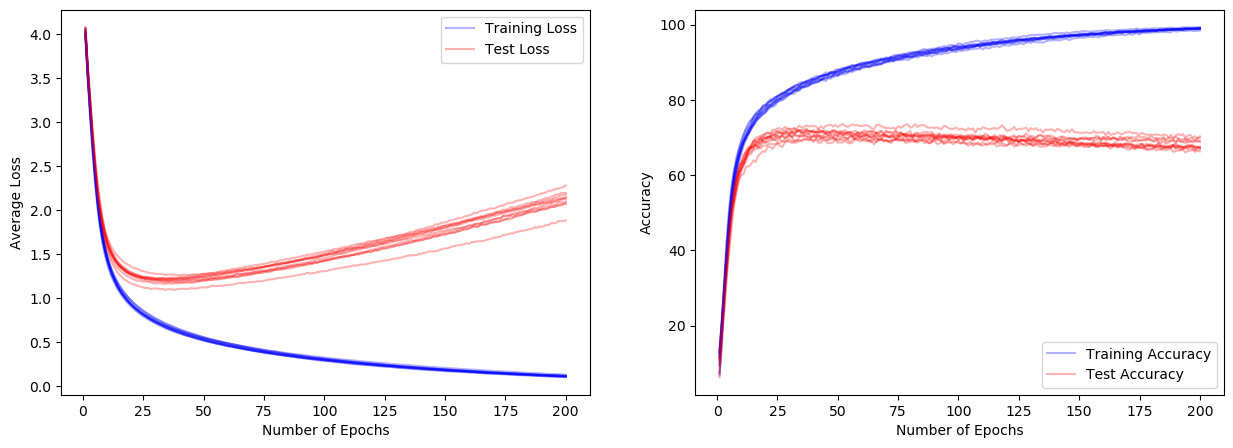 Training Loss
Test Loss
4.0
3.5
3.0
2.5
2.0
1.5
1.0
0.5
0.0
Average Loss
0 25 50 75 100 125 150 175 200
Number of Epochs
100
80
60
40
20
Accuracy
Training Accuracy
Test Accuracy
0 25 50 75 100 125 150 175 200
Number of Epochs